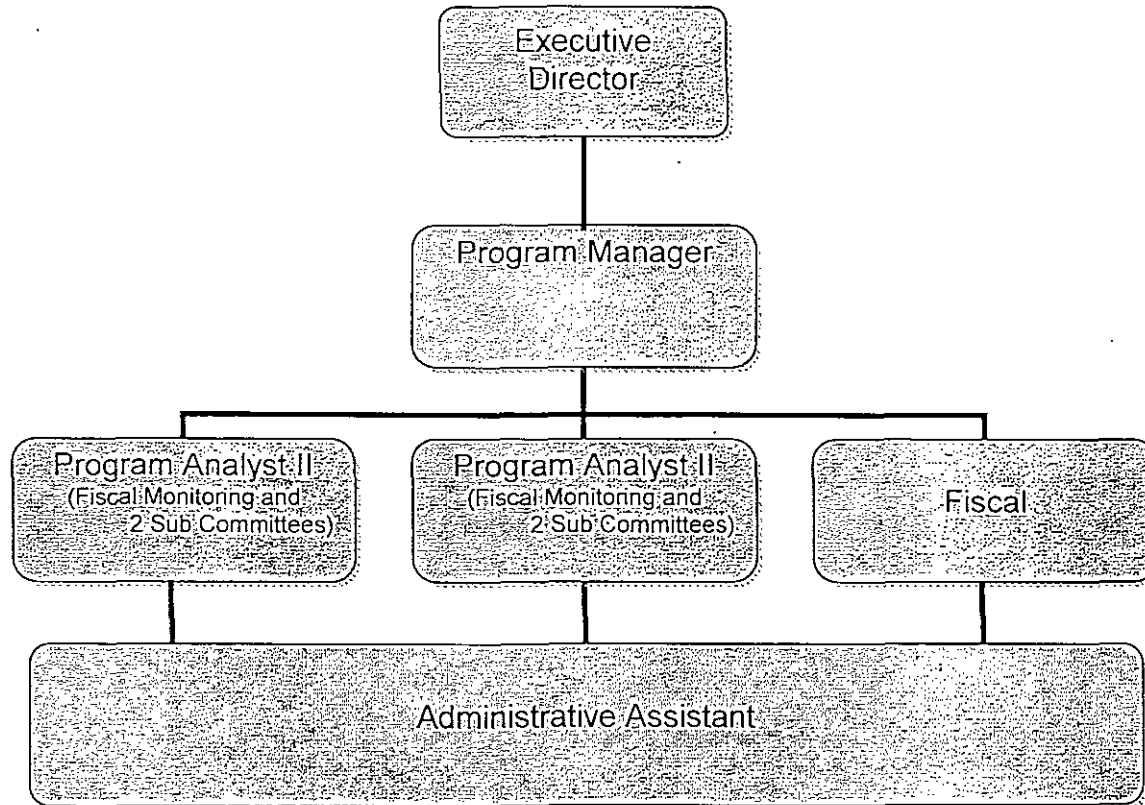 Executive
Director
Program Manager
Program Analyst II
(Fiscal Monitoring and
2 Sub Committees)
Program Analyst II
(Fiscal Monitoring and
2 Sub Committees)
Fiscal
Administrative Assistant